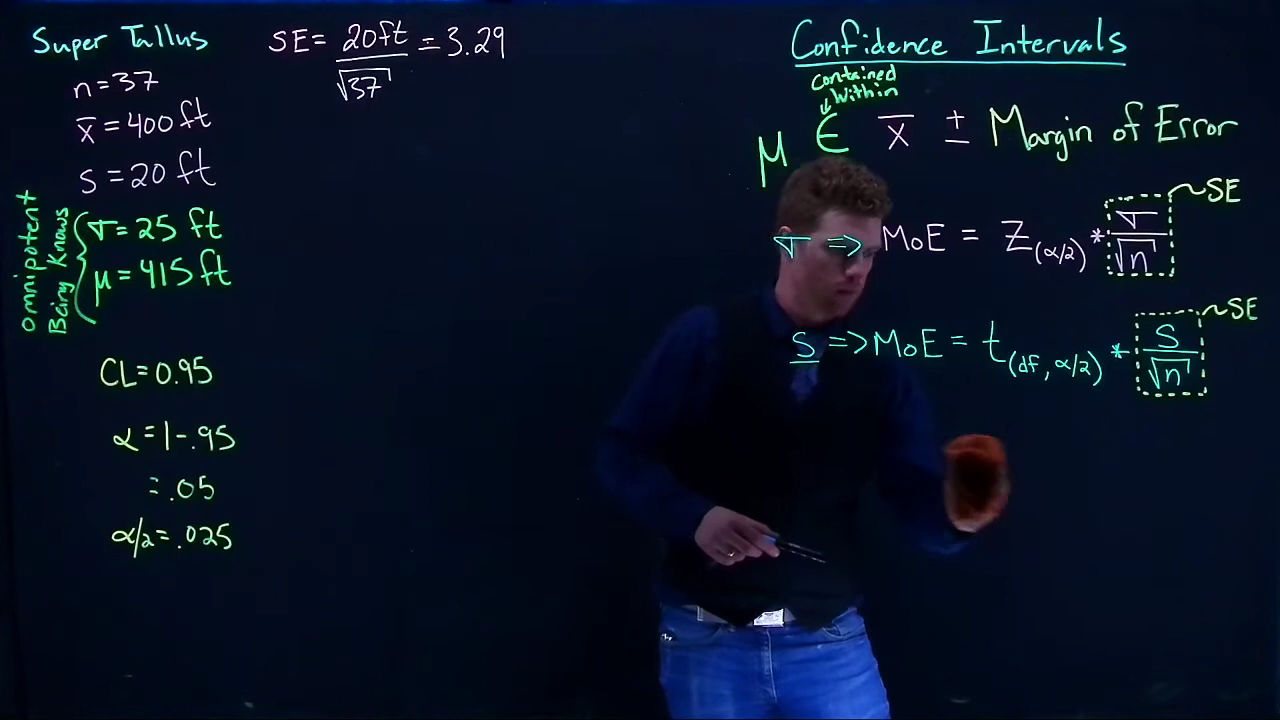 Super Tallus
n=37
x̄ = 400 ft
s = 20 ft
Omnipotent
Being Knows
σ = 25 ft
μ = 415 ft
CL=0.95
α = 1-.95
= .05
α/2 = .025
SE = 20ft / √37 = 3.29
Confidence Intervals
contained
within
μ ∈ x̄ ± Margin of Error
σ => MoE = Z(α/2) * σ/√n ~SE
s => MoE = t(df, α/2) * s/√n ~SE